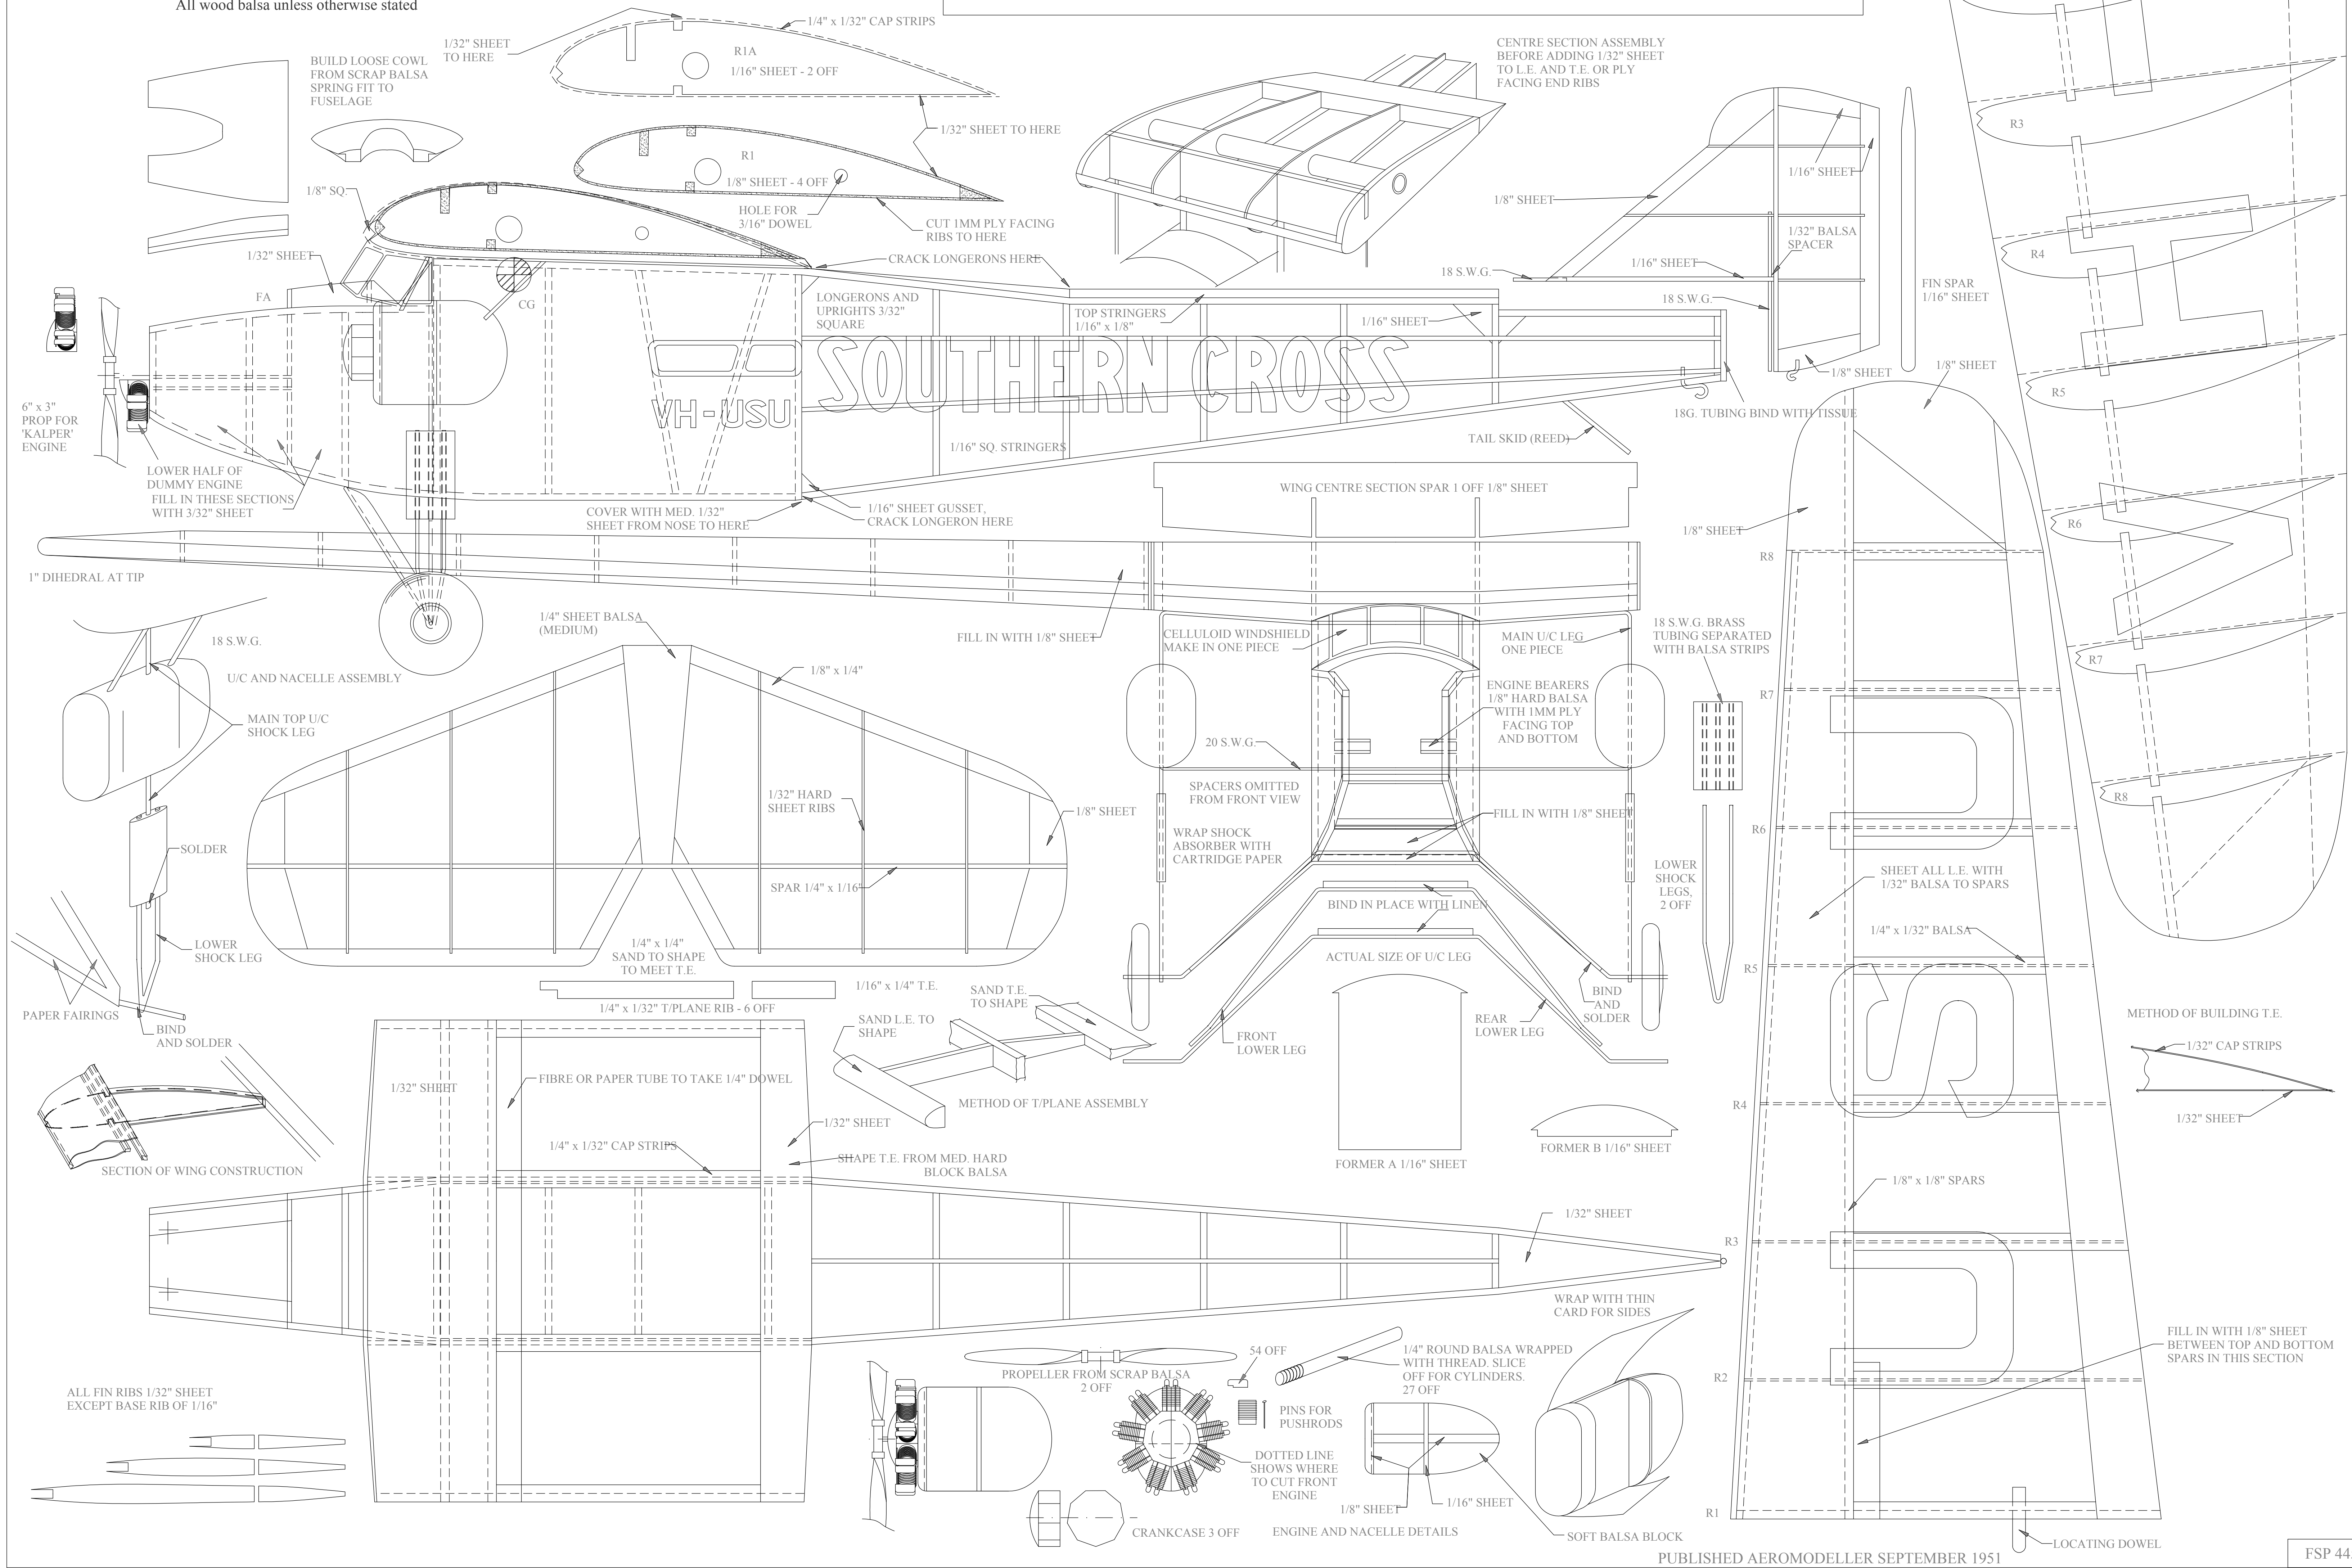 All wood balsa unless otherwise stated
1/4" x 1/32" CAP STRIPS
1/32" SHEET
TO HERE
R1A
1/16" SHEET - 2 OFF
BUILD LOOSE COWL
FROM SCRAP BALSA
SPRING FIT TO
FUSELAGE
1/32" SHEET TO HERE
R1
1/8" SHEET - 4 OFF
HOLE FOR
3/16" DOWEL
CUT 1MM PLY FACING
RIBS TO HERE
1/8" SQ.
1/32" SHEET
FA
CG
CRACK LONGERONS HERE
LONGERONS AND
UPRIGHTS 3/32"
SQUARE
TOP STRINGERS
1/16" x 1/8"
1/16" SHEET
SOUTHERN CROSS
VH-USU
1/16" SQ. STRINGERS
TAIL SKID (REED)
18G. TUBING BIND WITH TISSUE
6" x 3"
PROP FOR
'KALPER'
ENGINE
LOWER HALF OF
DUMMY ENGINE
FILL IN THESE SECTIONS
WITH 3/32" SHEET
COVER WITH MED. 1/32"
SHEET FROM NOSE TO HERE
1/16" SHEET GUSSET,
CRACK LONGERON HERE
CENTRE SECTION ASSEMBLY
BEFORE ADDING 1/32" SHEET
TO L.E. AND T.E. OR PLY
FACING END RIBS
1/8" SHEET
1/16" SHEET
1/32" BALSA
SPACER
1/16" SHEET
18 S.W.G.
18 S.W.G.
1/8" SHEET
FIN SPAR
1/16" SHEET
R3
R4
R5
R6
R7
R8
1" DIHEDRAL AT TIP
WING CENTRE SECTION SPAR 1 OFF 1/8" SHEET
FILL IN WITH 1/8" SHEET
CELLULOID WINDSHIELD
MAKE IN ONE PIECE
MAIN U/C LEG
ONE PIECE
ENGINE BEARERS
1/8" HARD BALSA
WITH 1MM PLY
FACING TOP
AND BOTTOM
20 S.W.G.
SPACERS OMITTED
FROM FRONT VIEW
WRAP SHOCK
ABSORBER WITH
CARTRIDGE PAPER
FILL IN WITH 1/8" SHEET
BIND IN PLACE WITH LINEN
ACTUAL SIZE OF U/C LEG
BIND
AND
SOLDER
FRONT
LOWER LEG
REAR
LOWER LEG
18 S.W.G. BRASS
TUBING SEPARATED
WITH BALSA STRIPS
LOWER
SHOCK
LEGS,
2 OFF
18 S.W.G.
U/C AND NACELLE ASSEMBLY
MAIN TOP U/C
SHOCK LEG
SOLDER
LOWER
SHOCK LEG
PAPER FAIRINGS
BIND
AND SOLDER
1/4" SHEET BALSA
(MEDIUM)
1/8" x 1/4"
1/32" HARD
SHEET RIBS
1/8" SHEET
SPAR 1/4" x 1/16"
1/4" x 1/4"
SAND TO SHAPE
TO MEET T.E.
1/4" x 1/32" T/PLANE RIB - 6 OFF
1/16" x 1/4" T.E.
SAND T.E.
TO SHAPE
SAND L.E. TO
SHAPE
METHOD OF T/PLANE ASSEMBLY
FORMER A 1/16" SHEET
FORMER B 1/16" SHEET
SECTION OF WING CONSTRUCTION
1/32" SHEET
FIBRE OR PAPER TUBE TO TAKE 1/4" DOWEL
1/4" x 1/32" CAP STRIPS
1/32" SHEET
SHAPE T.E. FROM MED. HARD
BLOCK BALSA
1/32" SHEET
ALL FIN RIBS 1/32" SHEET
EXCEPT BASE RIB OF 1/16"
PROPELLER FROM SCRAP BALSA
2 OFF
54 OFF
1/4" ROUND BALSA WRAPPED
WITH THREAD. SLICE
OFF FOR CYLINDERS.
27 OFF
WRAP WITH THIN
CARD FOR SIDES
PINS FOR
PUSHRODS
DOTTED LINE
SHOWS WHERE
TO CUT FRONT
ENGINE
1/8" SHEET
1/16" SHEET
CRANKCASE 3 OFF
ENGINE AND NACELLE DETAILS
SOFT BALSA BLOCK
1/8" SHEET
1/8" SHEET
R8
R7
R6
SHEET ALL L.E. WITH
1/32" BALSA TO SPARS
1/4" x 1/32" BALSA
R5
R4
1/8" x 1/8" SPARS
R3
R2
R1
METHOD OF BUILDING T.E.
1/32" CAP STRIPS
1/32" SHEET
FILL IN WITH 1/8" SHEET
BETWEEN TOP AND BOTTOM
SPARS IN THIS SECTION
LOCATING DOWEL
PUBLISHED AEROMODELLER SEPTEMBER 1951
FSP 44